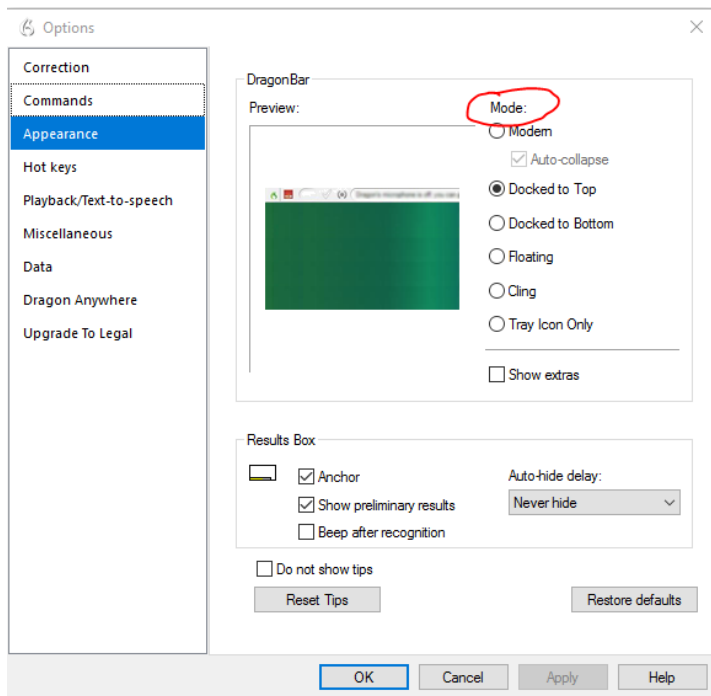 Options
Correction
Commands
Appearance
Hot keys
Playback/Text-to-speech
Miscellaneous
Data
Dragon Anywhere
Upgrade To Legal
DragonBar
Preview:
Mode:
Modern
Auto-collapse
Docked to Top
Docked to Bottom
Floating
Cling
Tray Icon Only
Show extras
Results Box
Anchor
Show preliminary results
Beep after recognition
Auto-hide delay:
Never hide
Do not show tips
Reset Tips
Restore defaults
OK
Cancel
Apply
Help